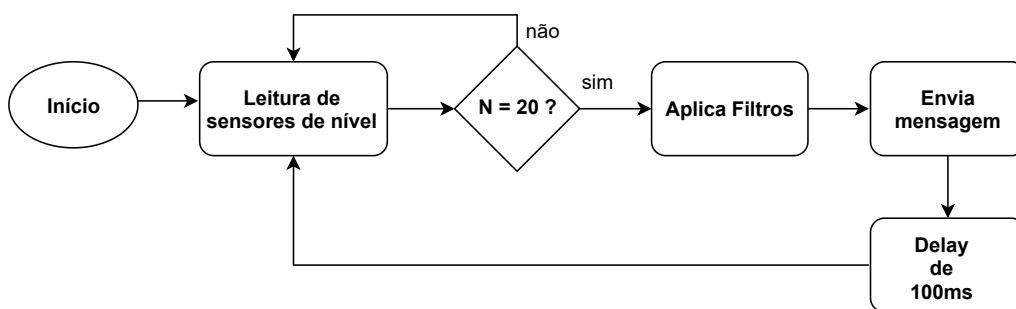 Início
Leitura de
sensores de nível
não
N = 20 ?
sim
Aplica Filtros
Envia
mensagem
Delay
de
100ms